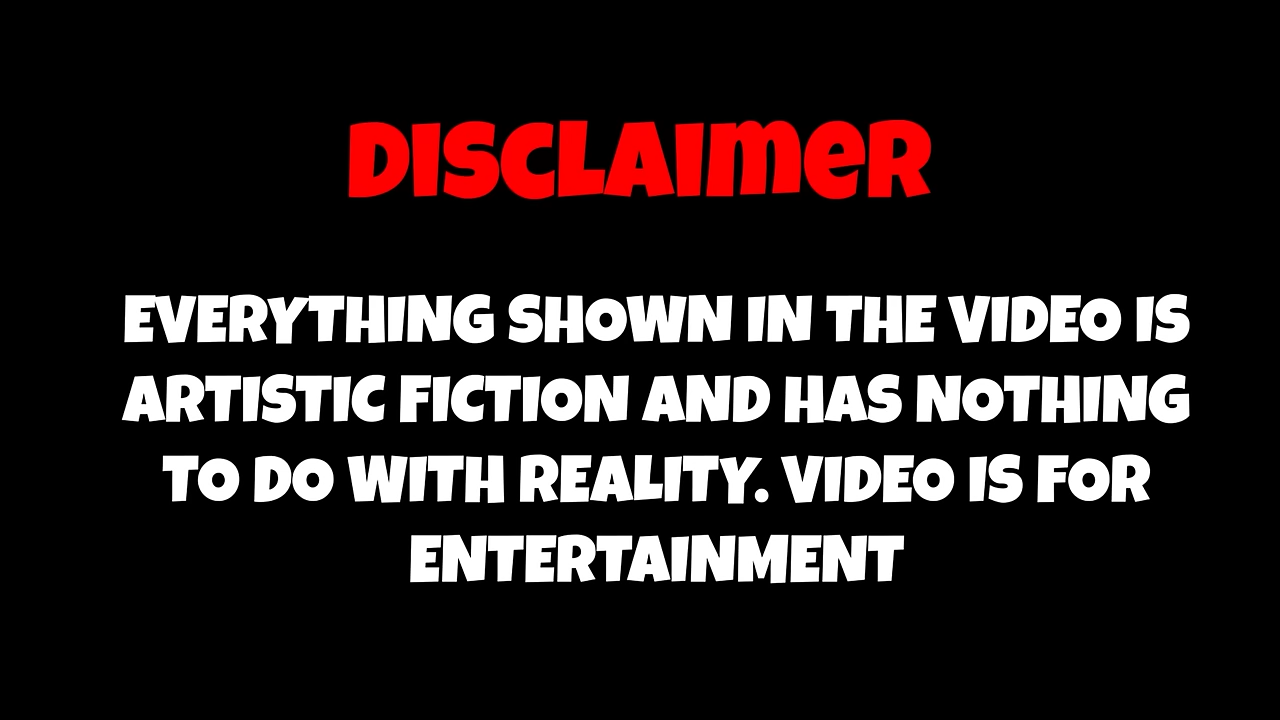 DISCLAIMER
EVERYTHING SHOWN IN THE VIDEO IS
ARTISTIC FICTION AND HAS NOTHING
TO DO WITH REALITY. VIDEO IS FOR
ENTERTAINMENT